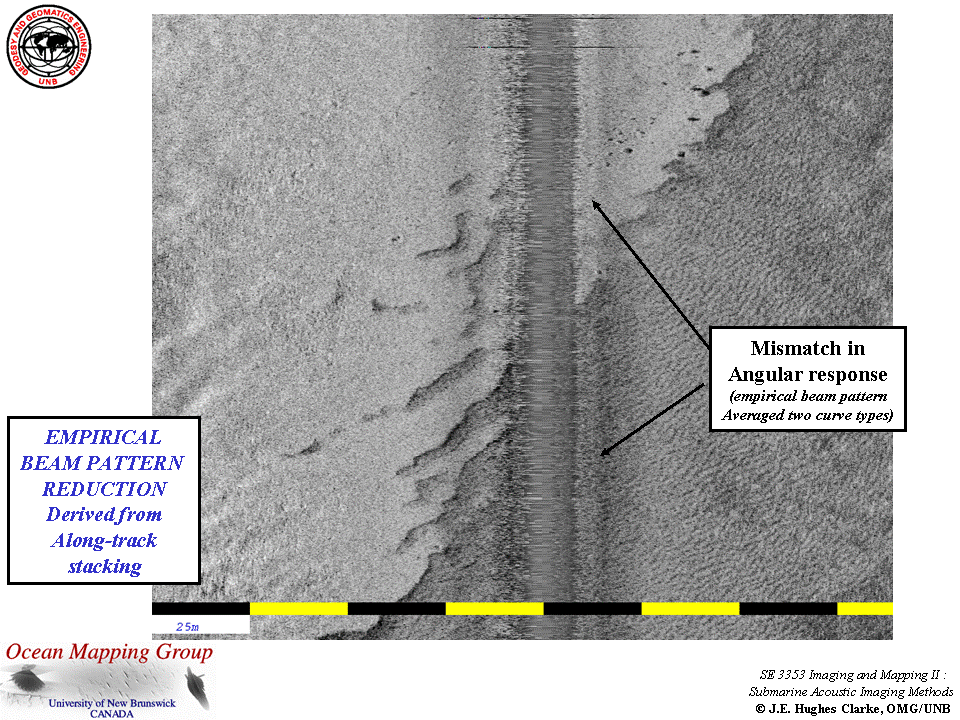 GEODESY AND GEOMATICS ENGINEERING
UNB
Mismatch in
Angular response
(empirical beam pattern
Averaged two curve types)
EMPIRICAL
BEAM PATTERN
REDUCTION
Derived from
Along-track
stacking
25m
Ocean Mapping Group
University of New Brunswick
CANADA
SE 3353 Imaging and Mapping II :
Submarine Acoustic Imaging Methods
© J.E. Hughes Clarke, OMG/UNB